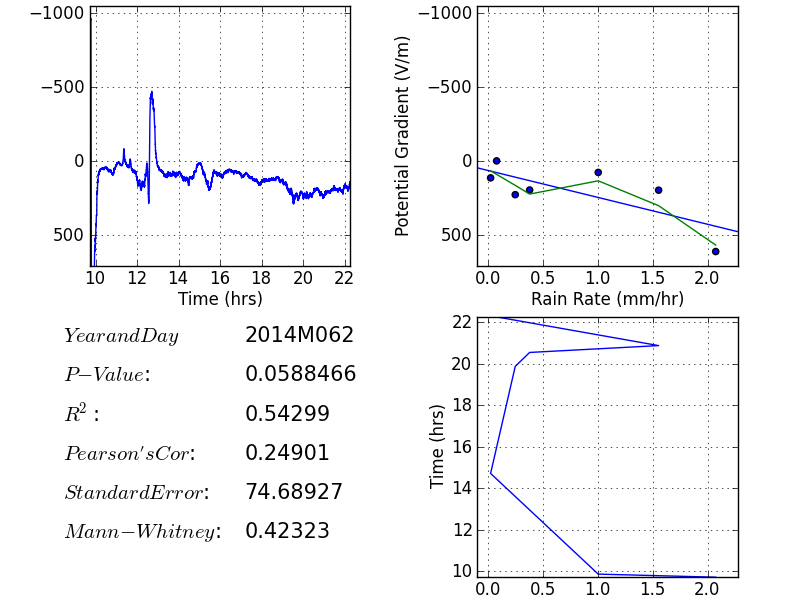 −1000
−500
0
500
10 12 14 16 18 20 22
Time (hrs)
Potential Gradient (V/m)
−1000
−500
0
500
0.0 0.5 1.0 1.5 2.0
Rain Rate (mm/hr)
YearandDay 2014M062
P−Value: 0.0588466
R²: 0.54299
Pearson'sCor: 0.24901
StandardError: 74.68927
Mann−Whitney: 0.42323
Time (hrs)
22
20
18
16
14
12
10
0.0 0.5 1.0 1.5 2.0